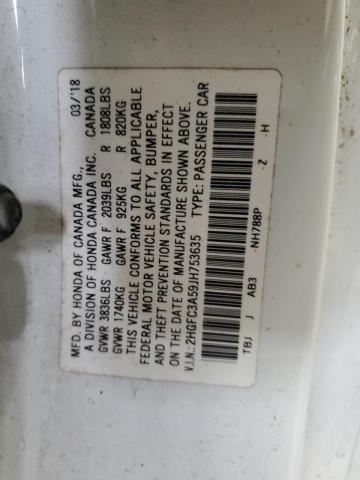 MFD. BY HONDA OF CANADA MFG., 03/'18
A DIVISION OF HONDA CANADA INC. CANADA
GVWR 3836LBS GAWR F 2039LBS R 1808LBS
GVWR 1740KG GAWR F 925KG R 820KG
THIS VEHICLE CONFORMS TO ALL APPLICABLE
FEDERAL MOTOR VEHICLE SAFETY, BUMPER,
AND THEFT PREVENTION STANDARDS IN EFFECT
ON THE DATE OF MANUFACTURE SHOWN ABOVE.
V.I.N.: 2HGFC3A59JH753635 TYPE: PASSENGER CAR
TBJ J AB3 ·NH788P ·Z ·H